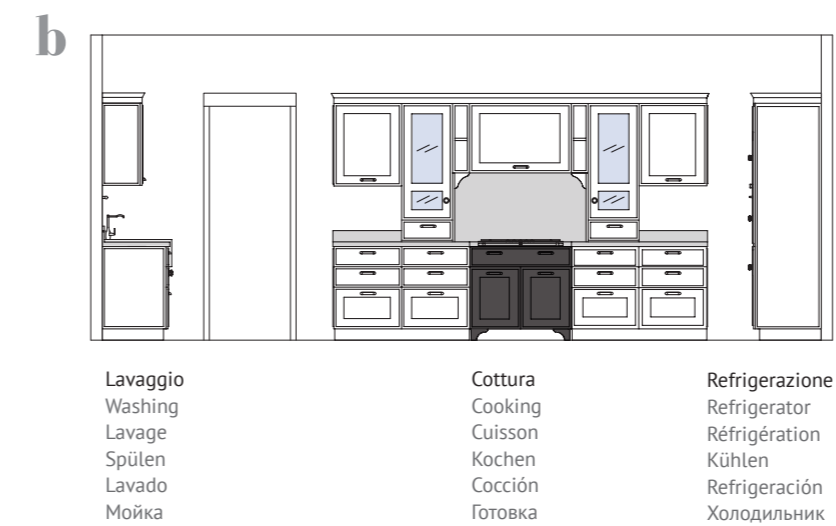 b
Lavaggio
Washing
Lavage
Spülen
Lavado
Мойка
Cottura
Cooking
Cuisson
Kochen
Cocción
Готовка
Refrigerazione
Refrigerator
Réfrigération
Kühlen
Refrigeración
Холодильник